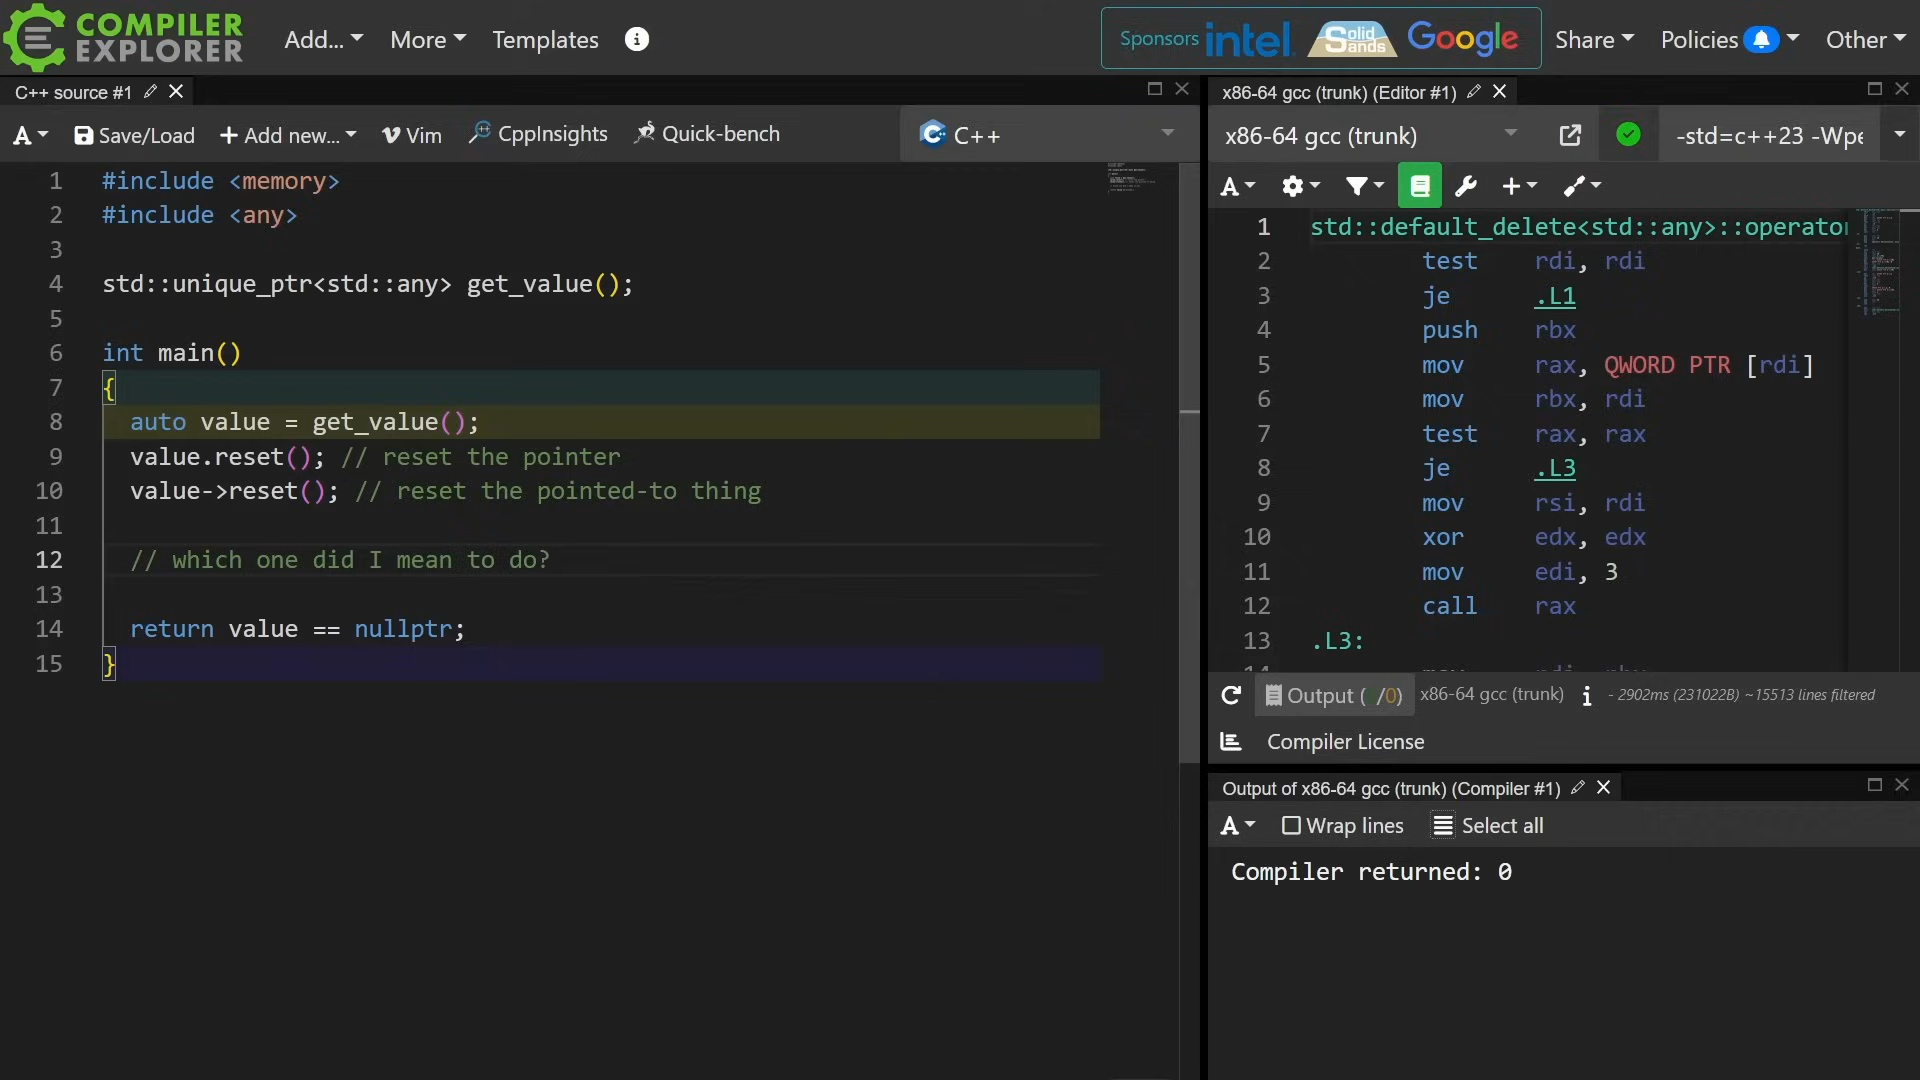 COMPILER EXPLORER
Add... More Templates
Sponsors intel. Solid Sands Google Share Policies Other
C++ source #1
A Save/Load + Add new... Vim CppInsights Quick-bench C++
1 #include <memory>
2 #include <any>
3
4 std::unique_ptr<std::any> get_value();
5
6 int main()
7 {
8 auto value = get_value();
9 value.reset(); // reset the pointer
10 value->reset(); // reset the pointed-to thing
11
12 // which one did I mean to do?
13
14 return value == nullptr;
15 }
x86-64 gcc (trunk) (Editor #1)
x86-64 gcc (trunk) -std=c++23 -Wpe
A
1 std::default_delete<std::any>::operator
2 test rdi, rdi
3 je .L1
4 push rbx
5 mov rax, QWORD PTR [rdi]
6 mov rbx, rdi
7 test rax, rax
8 je .L3
9 mov rsi, rdi
10 xor edx, edx
11 mov edi, 3
12 call rax
13 .L3:
Output ( /0) x86-64 gcc (trunk) i - 2902ms (231022B) ~15513 lines filtered
Compiler License
Output of x86-64 gcc (trunk) (Compiler #1)
A Wrap lines Select all
Compiler returned: 0